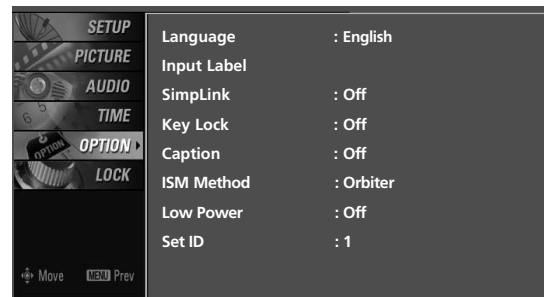 SETUP
PICTURE
AUDIO
TIME
OPTION
OPTION
LOCK
Move MENU Prev
Language : English
Input Label
SimpLink : Off
Key Lock : Off
Caption : Off
ISM Method : Orbiter
Low Power : Off
Set ID : 1